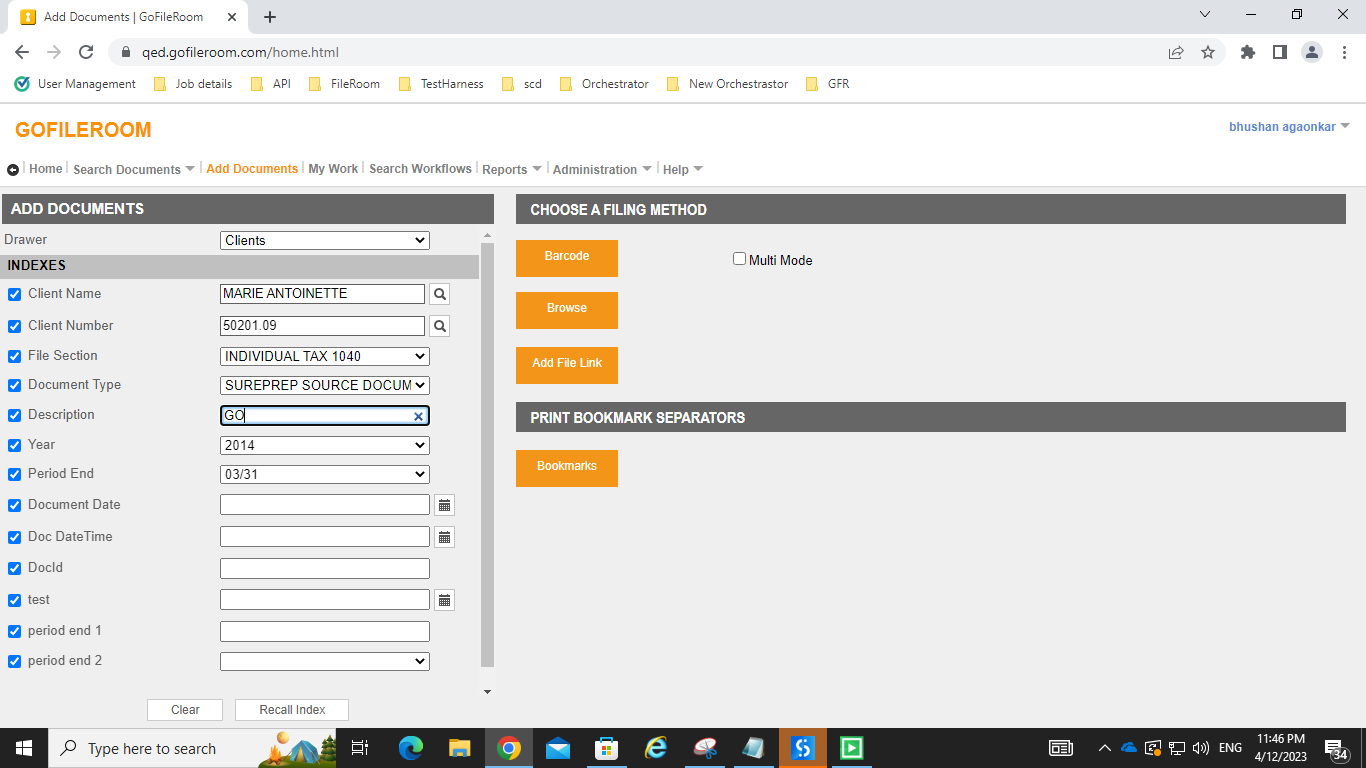 Add Documents | GoFileRoom
qed.gofileroom.com/home.html
User Management Job details API FileRoom TestHarness scd Orchestrator New Orchestrastor GFR
GOFILEROOM
bhushan agaonkar
Home Search Documents Add Documents My Work Search Workflows Reports Administration Help
ADD DOCUMENTS
Drawer Clients
INDEXES
Client Name MARIE ANTOINETTE
Client Number 50201.09
File Section INDIVIDUAL TAX 1040
Document Type SUREPREP SOURCE DOCUM
Description GO
Year 2014
Period End 03/31
Document Date
Doc DateTime
DocId
test
period end 1
period end 2
Clear Recall Index
CHOOSE A FILING METHOD
Barcode Multi Mode
Browse
Add File Link
PRINT BOOKMARK SEPARATORS
Bookmarks
Type here to search
ENG
11:46 PM
4/12/2023
34